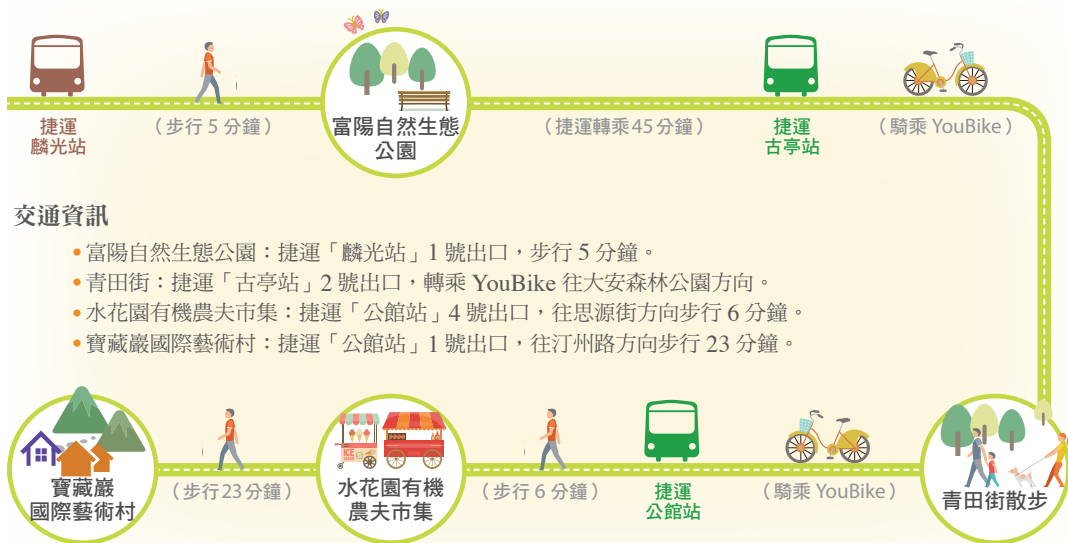 捷運
麟光站
（步行 5 分鐘）
富陽自然生態
公園
（捷運轉乘45分鐘）
捷運
古亭站
（騎乘 YouBike）
交通資訊
• 富陽自然生態公園：捷運「麟光站」1 號出口，步行 5 分鐘。
• 青田街：捷運「古亭站」2 號出口，轉乘 YouBike 往大安森林公園方向。
• 水花園有機農夫市集：捷運「公館站」4 號出口，往思源街方向步行 6 分鐘。
• 寶藏巖國際藝術村：捷運「公館站」1 號出口，往汀州路方向步行 23 分鐘。
寶藏巖
國際藝術村
（步行23分鐘）
ICE
水花園有機
農夫市集
（步行 6 分鐘）
捷運
公館站
（騎乘 YouBike）
青田街散步